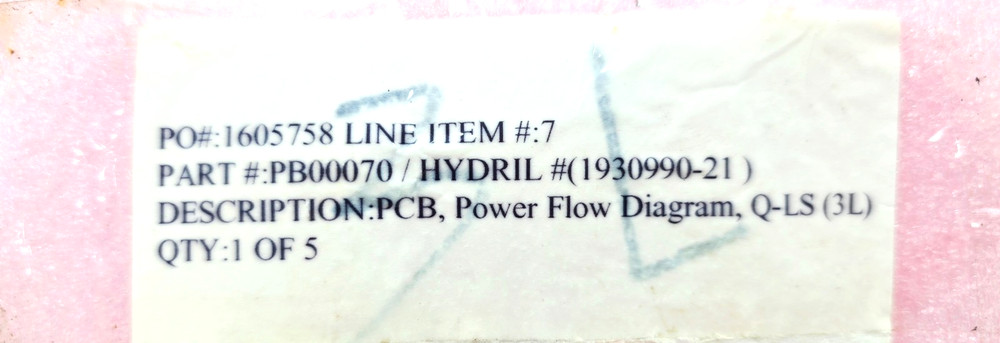 PO#:1605758 LINE ITEM #:7
PART #:PB00070 / HYDRIL #(1930990-21 )
DESCRIPTION:PCB, Power Flow Diagram, Q-LS (3L)
QTY:1 OF 5
3L